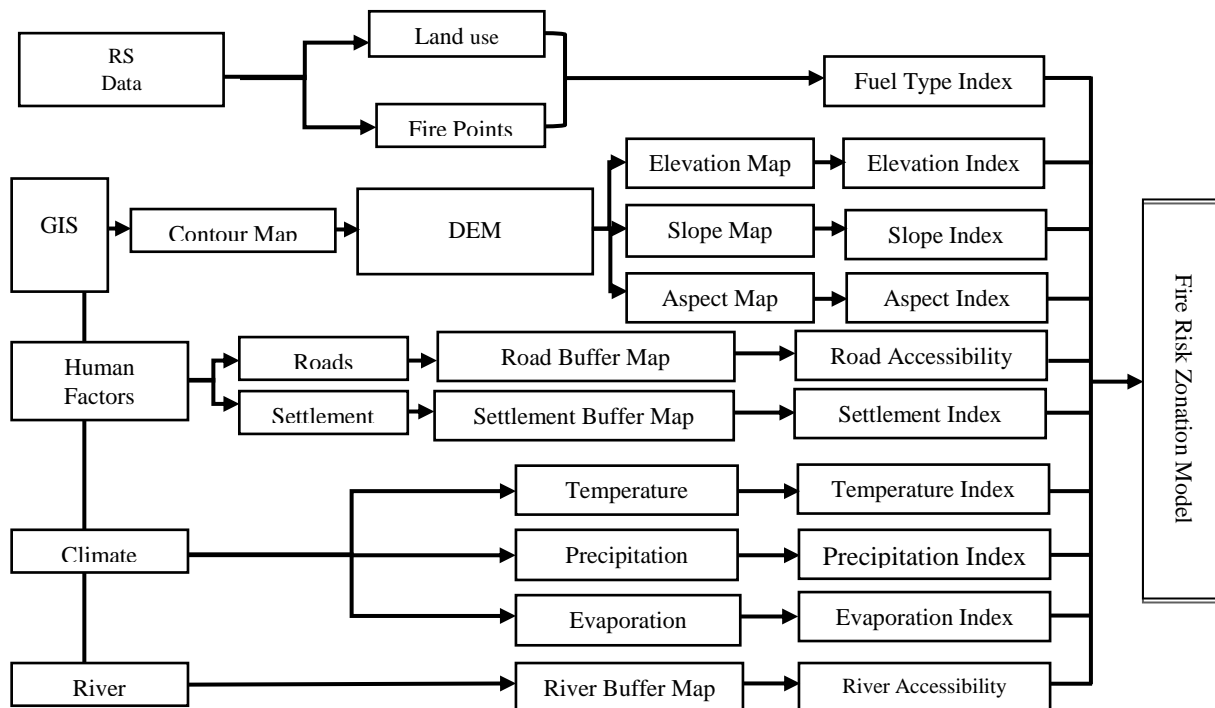 RS
Data
Land use
Fire Points
Fuel Type Index
GIS
Contour Map
DEM
Elevation Map
Elevation Index
Slope Map
Slope Index
Aspect Map
Aspect Index
Human
Factors
Roads
Road Buffer Map
Road Accessibility
Settlement
Settlement Buffer Map
Settlement Index
Climate
Temperature
Temperature Index
Precipitation
Precipitation Index
Evaporation
Evaporation Index
River
River Buffer Map
River Accessibility
Fire Risk Zonation Model